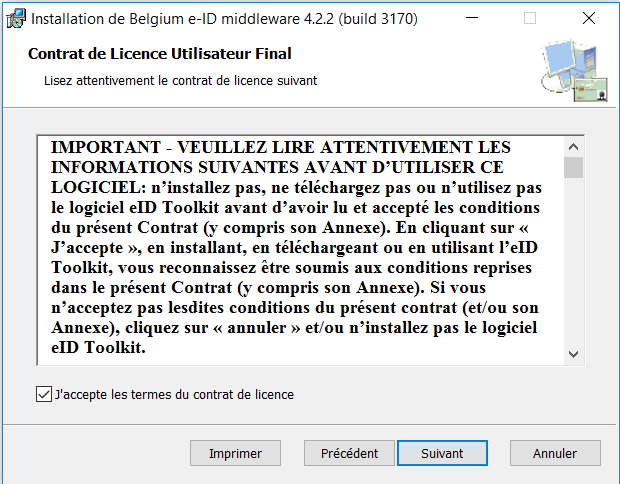 Installation de Belgium e-ID middleware 4.2.2 (build 3170)
Contrat de Licence Utilisateur Final
Lisez attentivement le contrat de licence suivant
IMPORTANT - VEUILLEZ LIRE ATTENTIVEMENT LES
INFORMATIONS SUIVANTES AVANT D’UTILISER CE
LOGICIEL: n’installez pas, ne téléchargez pas ou n’utilisez pas
le logiciel eID Toolkit avant d’avoir lu et accepté les conditions
du présent Contrat (y compris son Annexe). En cliquant sur «
J’accepte », en installant, en téléchargeant ou en utilisant l’eID
Toolkit, vous reconnaissez être soumis aux conditions reprises
dans le présent Contrat (y compris son Annexe). Si vous
n’acceptez pas lesdites conditions du présent contrat (et/ou son
Annexe), cliquez sur « annuler » et/ou n’installez pas le logiciel
eID Toolkit.
J'accepte les termes du contrat de licence
Imprimer Précédent Suivant Annuler